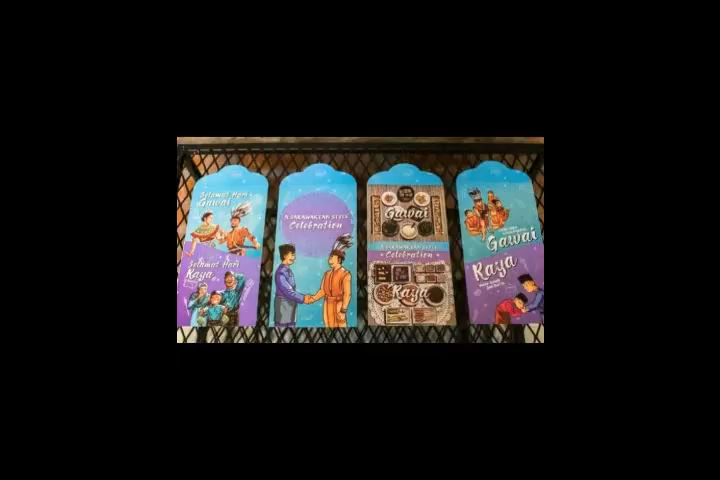 Selamat Hari
Gawai
Selamat Hari
Raya
A SARAWAKIAN STYLE
Celebration
Gawai
A SARAWAKIAN STYLE
Celebration
Raya
Gawai
Raya